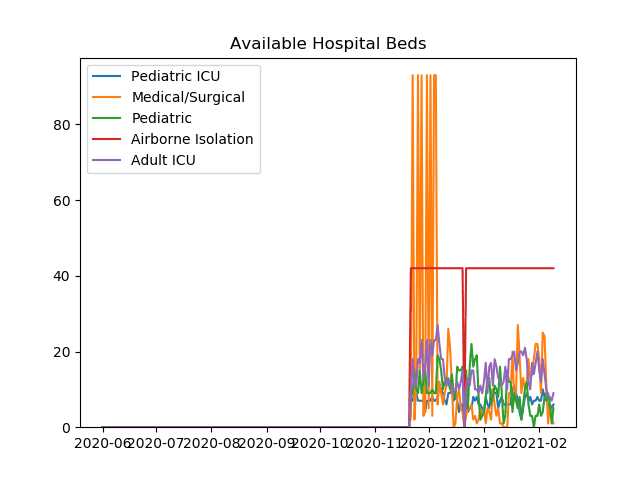 Available Hospital Beds
Pediatric ICU
Medical/Surgical
Pediatric
Airborne Isolation
Adult ICU
80
60
40
20
0
2020-06 2020-07 2020-08 2020-09 2020-10 2020-11 2020-12 2021-01 2021-02